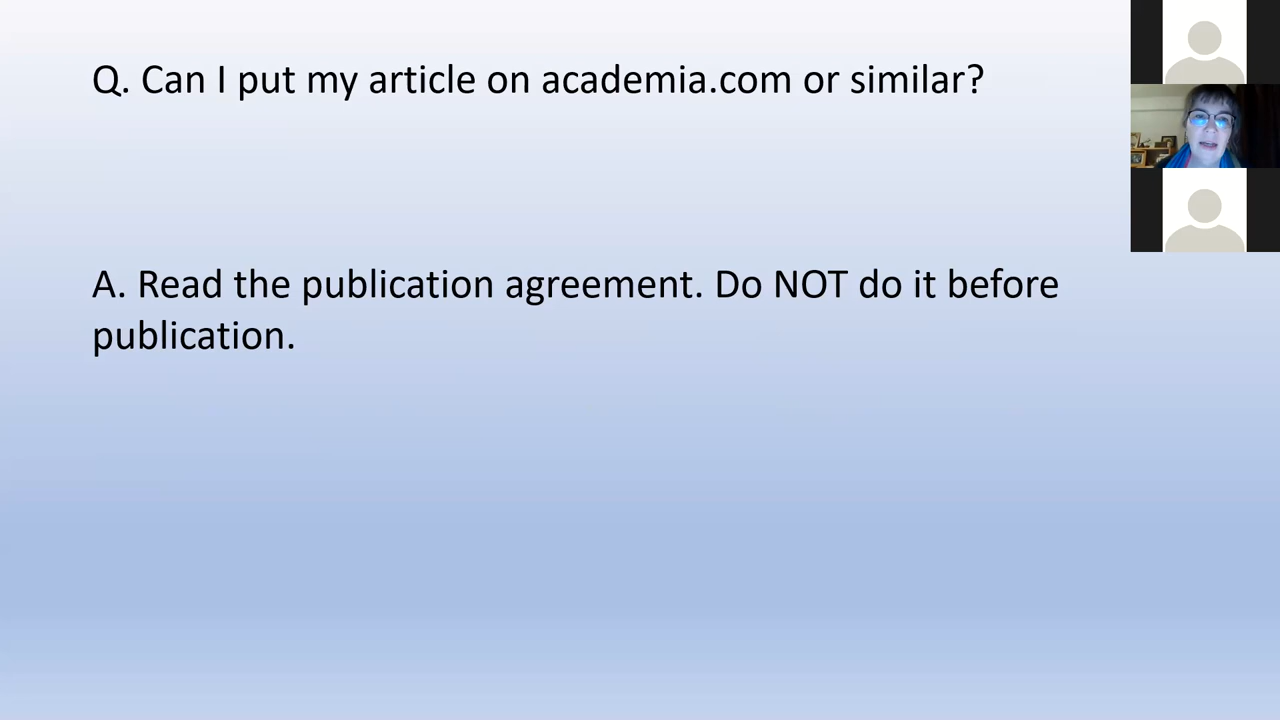 Q. Can I put my article on academia.com or similar?
A. Read the publication agreement. Do NOT do it before
publication.